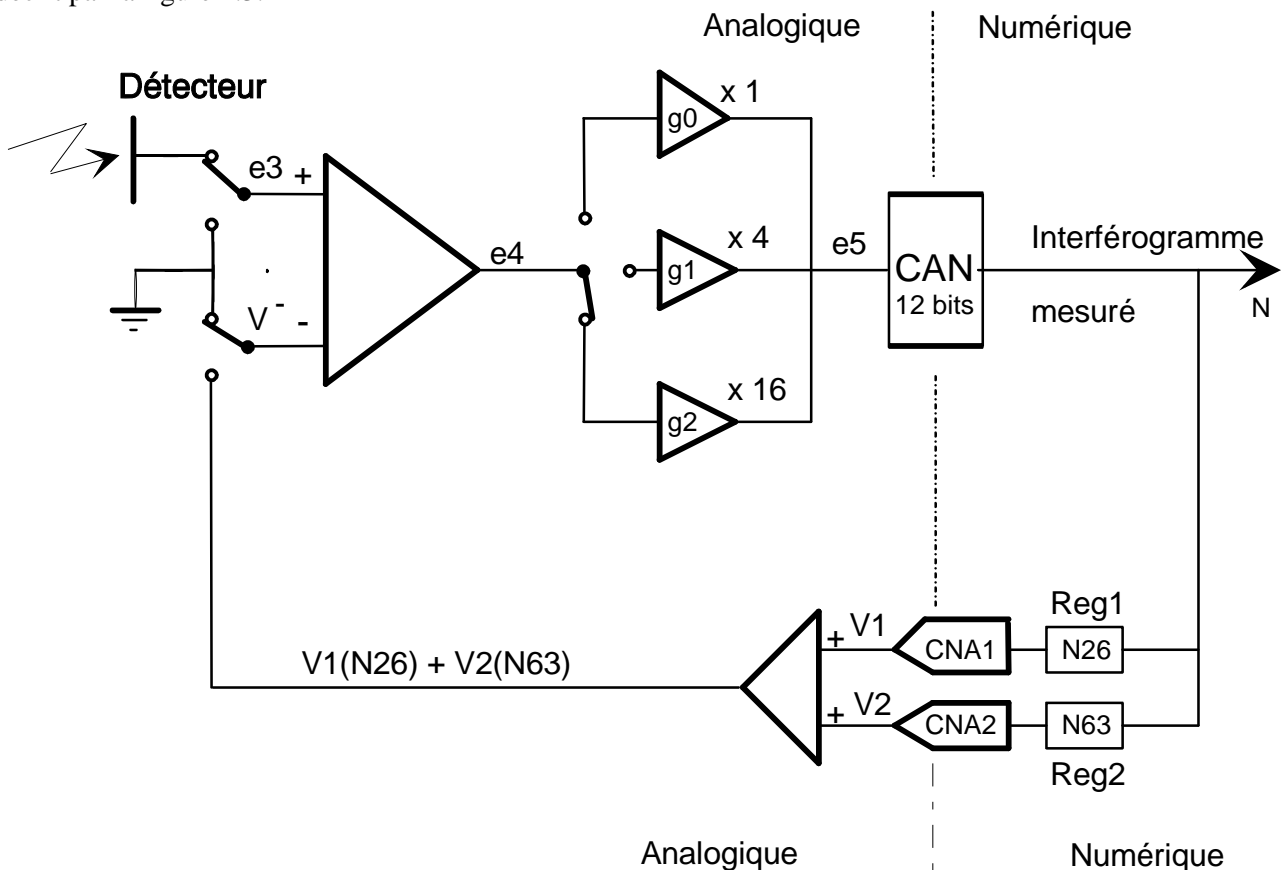 Analogique
Numérique
Détecteur
x 1
g0
e3 +
x 4
e4
g1
e5
CAN
12 bits
Interférogramme
mesuré
N
V - -
x 16
g2
Reg1
+ V1
CNA1
N26
V1(N26) + V2(N63)
+ V2
CNA2
N63
Reg2
Analogique
Numérique